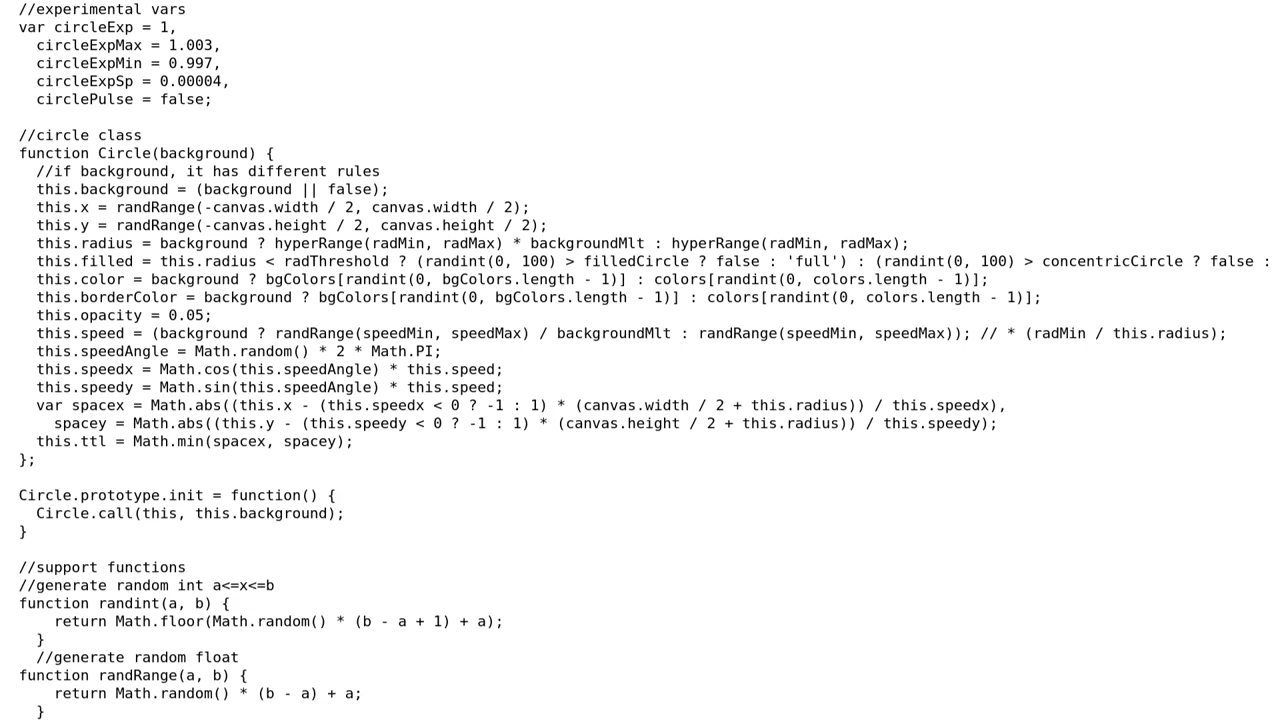 //experimental vars
var circleExp = 1,
  circleExpMax = 1.003,
  circleExpMin = 0.997,
  circleExpSp = 0.00004,
  circlePulse = false;

//circle class
function Circle(background) {
  //if background, it has different rules
  this.background = (background || false);
  this.x = randRange(-canvas.width / 2, canvas.width / 2);
  this.y = randRange(-canvas.height / 2, canvas.height / 2);
  this.radius = background ? hyperRange(radMin, radMax) * backgroundMlt : hyperRange(radMin, radMax);
  this.filled = this.radius < radThreshold ? (randint(0, 100) > filledCircle ? false : 'full') : (randint(0, 100) > concentricCircle ? false :
  this.color = background ? bgColors[randint(0, bgColors.length - 1)] : colors[randint(0, colors.length - 1)];
  this.borderColor = background ? bgColors[randint(0, bgColors.length - 1)] : colors[randint(0, colors.length - 1)];
  this.opacity = 0.05;
  this.speed = (background ? randRange(speedMin, speedMax) / backgroundMlt : randRange(speedMin, speedMax)); // * (radMin / this.radius);
  this.speedAngle = Math.random() * 2 * Math.PI;
  this.speedx = Math.cos(this.speedAngle) * this.speed;
  this.speedy = Math.sin(this.speedAngle) * this.speed;
  var spacex = Math.abs((this.x - (this.speedx < 0 ? -1 : 1) * (canvas.width / 2 + this.radius)) / this.speedx),
    spacey = Math.abs((this.y - (this.speedy < 0 ? -1 : 1) * (canvas.height / 2 + this.radius)) / this.speedy);
  this.ttl = Math.min(spacex, spacey);
};

Circle.prototype.init = function() {
  Circle.call(this, this.background);
}

//support functions
//generate random int a<=x<=b
function randint(a, b) {
    return Math.floor(Math.random() * (b - a + 1) + a);
  }
  //generate random float
function randRange(a, b) {
    return Math.random() * (b - a) + a;
  }